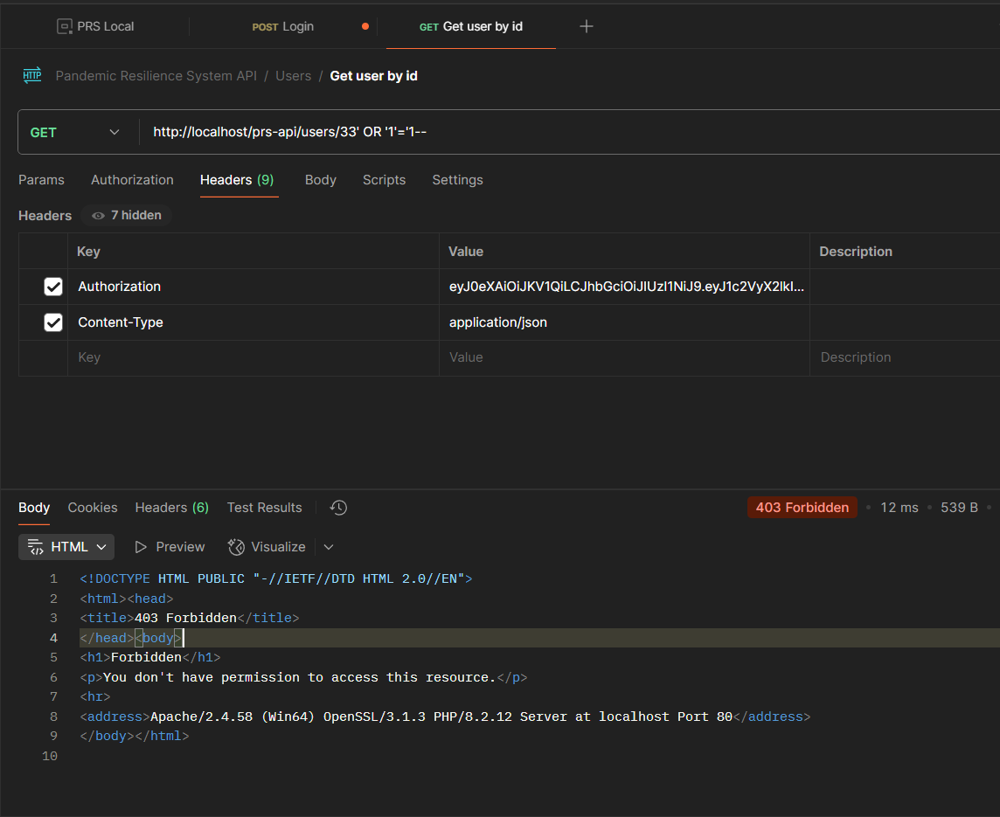 PRS Local
POST Login
GET Get user by id
HTTP Pandemic Resilience System API / Users / Get user by id
GET http://localhost/prs-api/users/33' OR '1'='1--
Params Authorization Headers (9) Body Scripts Settings
Headers 7 hidden
Key Value Description
Authorization eyJ0eXAiOiJKV1QiLCJhbGciOiJIUzI1NiJ9.eyJ1c2VyX2lkI...
Content-Type application/json
Key Value Description
Body Cookies Headers (6) Test Results 403 Forbidden • 12 ms • 539 B •
HTML Preview Visualize
1 <!DOCTYPE HTML PUBLIC "-//IETF//DTD HTML 2.0//EN">
2 <html><head>
3 <title>403 Forbidden</title>
4 </head><body>
5 <h1>Forbidden</h1>
6 <p>You don't have permission to access this resource.</p>
7 <hr>
8 <address>Apache/2.4.58 (Win64) OpenSSL/3.1.3 PHP/8.2.12 Server at localhost Port 80</address>
9 </body></html>
10